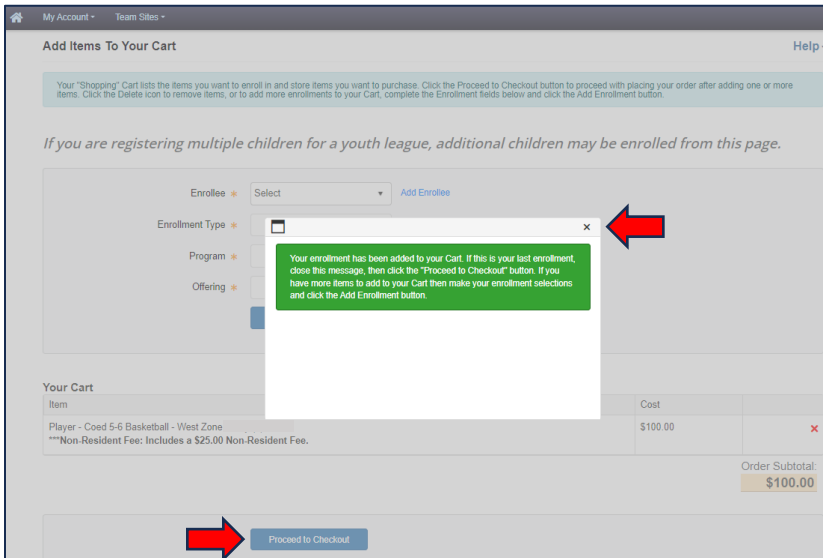 My Account Team Sites
Add Items To Your Cart Help
Your "Shopping" Cart lists the items you want to enroll in and store items you want to purchase. Click the Proceed to Checkout button to proceed with placing your order after adding one or more
items. Click the Delete icon to remove items, or to add more enrollments to your Cart, complete the Enrollment fields below and click the Add Enrollment button.
If you are registering multiple children for a youth league, additional children may be enrolled from this page.
Enrollee * Select Add Enrollee
Enrollment Type *
×
Program *
Your enrollment has been added to your Cart. If this is your last enrollment,
close this message, then click the "Proceed to Checkout" button. If you
have more items to add to your Cart then make your enrollment selections
and click the Add Enrollment button.
Offering *
Your Cart
Item Cost
Player - Coed 5-6 Basketball - West Zone $100.00 ×
***Non-Resident Fee: Includes a $25.00 Non-Resident Fee.
Order Subtotal:
$100.00
Proceed to Checkout